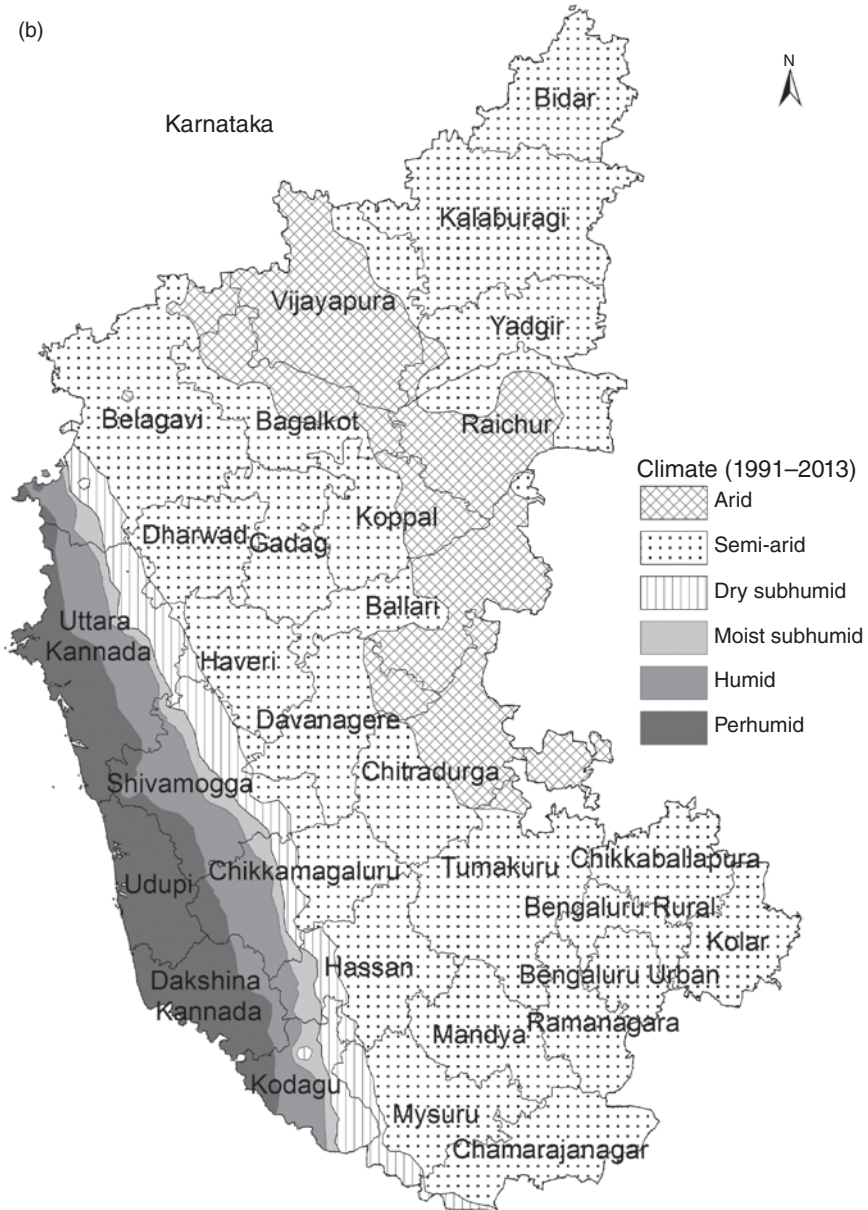 (b)
N
Karnataka
Bidar
Kalaburagi
Vijayapura
Yadgir
Belagavi
Bagalkot
Raichur
Dharwad
Gadag
Koppal
Ballari
Uttara
Kannada
Haveri
Davanagere
Shivamogga
Chitradurga
Udupi
Chikkamagaluru
Tumakuru
Chikkaballapura
Bengaluru Rural
Kolar
Dakshina
Kannada
Hassan
Bengaluru Urban
Mandya
Ramanagara
Kodagu
Mysuru
Chamarajanagar
Climate (1991–2013)
Arid
Semi-arid
Dry subhumid
Moist subhumid
Humid
Perhumid